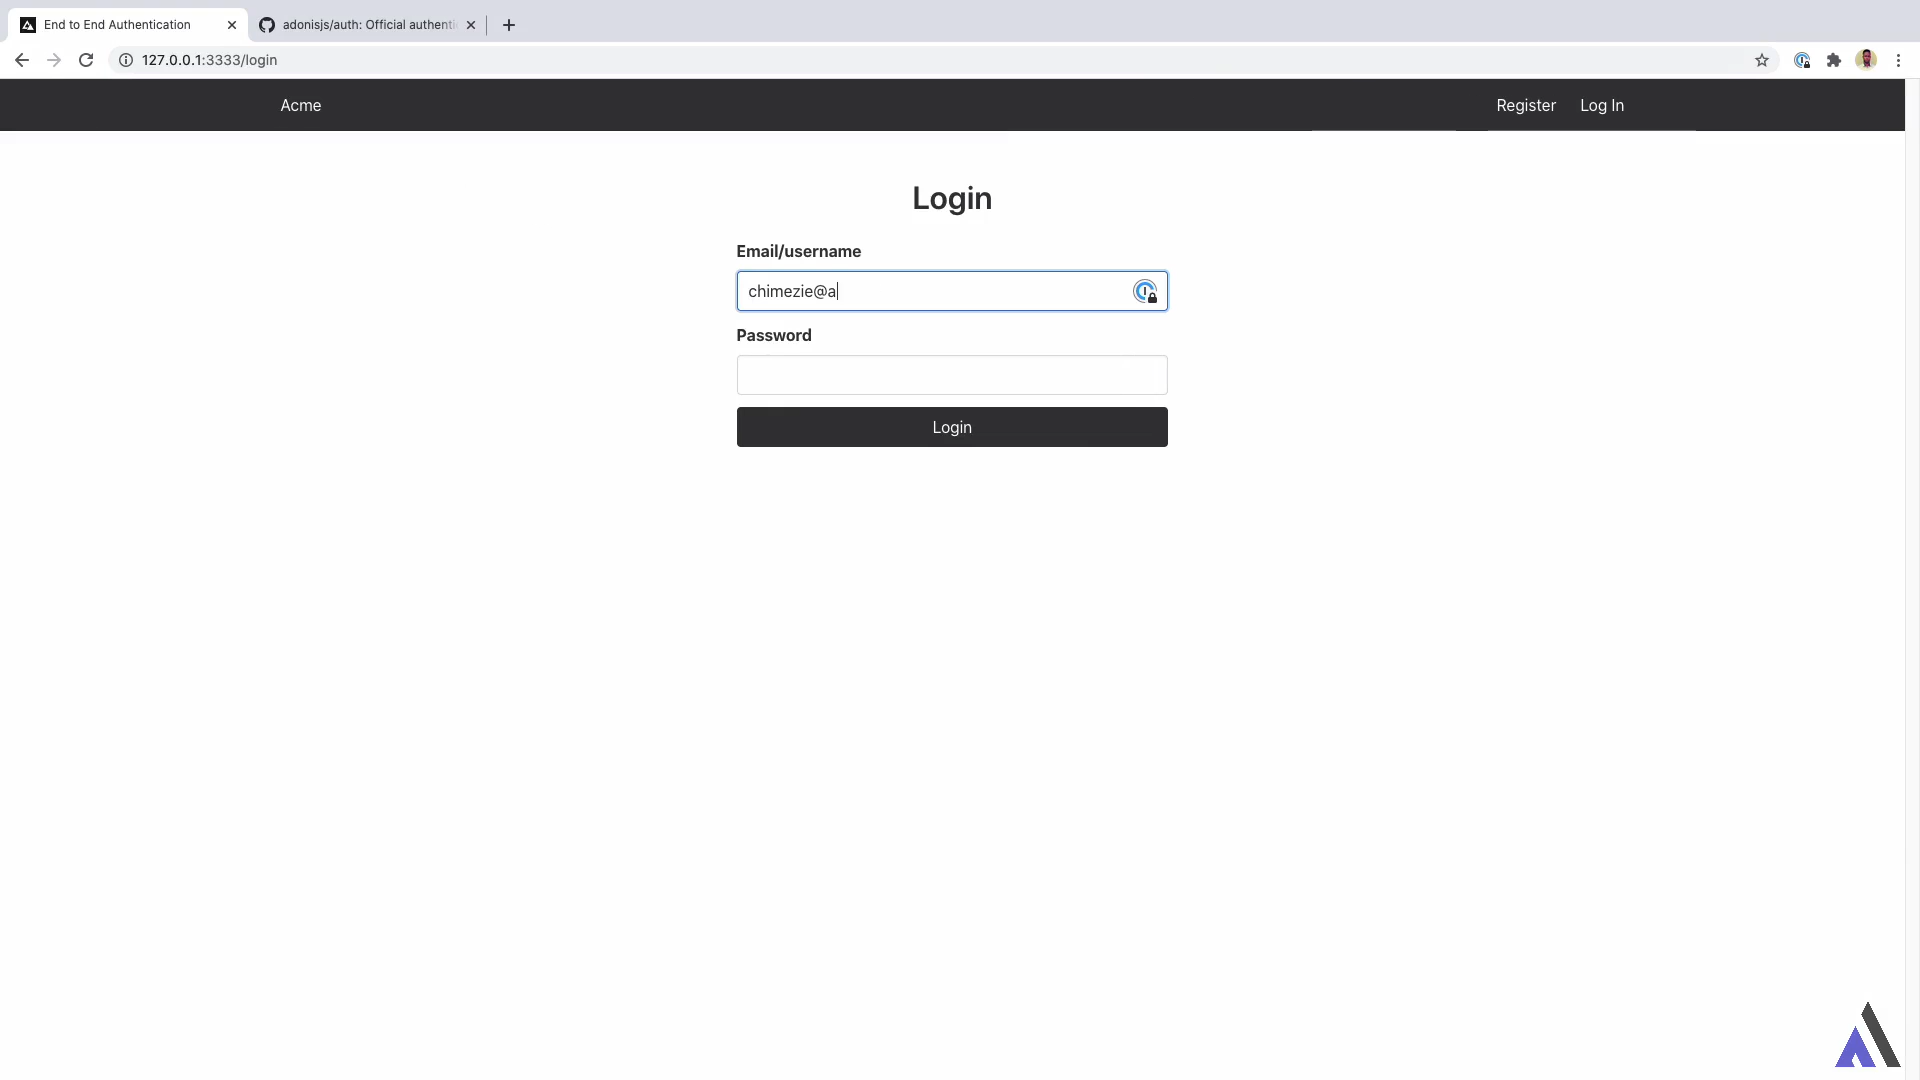 End to End Authentication
adonisjs/auth: Official authenti
127.0.0.1:3333/login
Acme
Register
Log In
Login
Email/username
chimezie@a
Password
Login